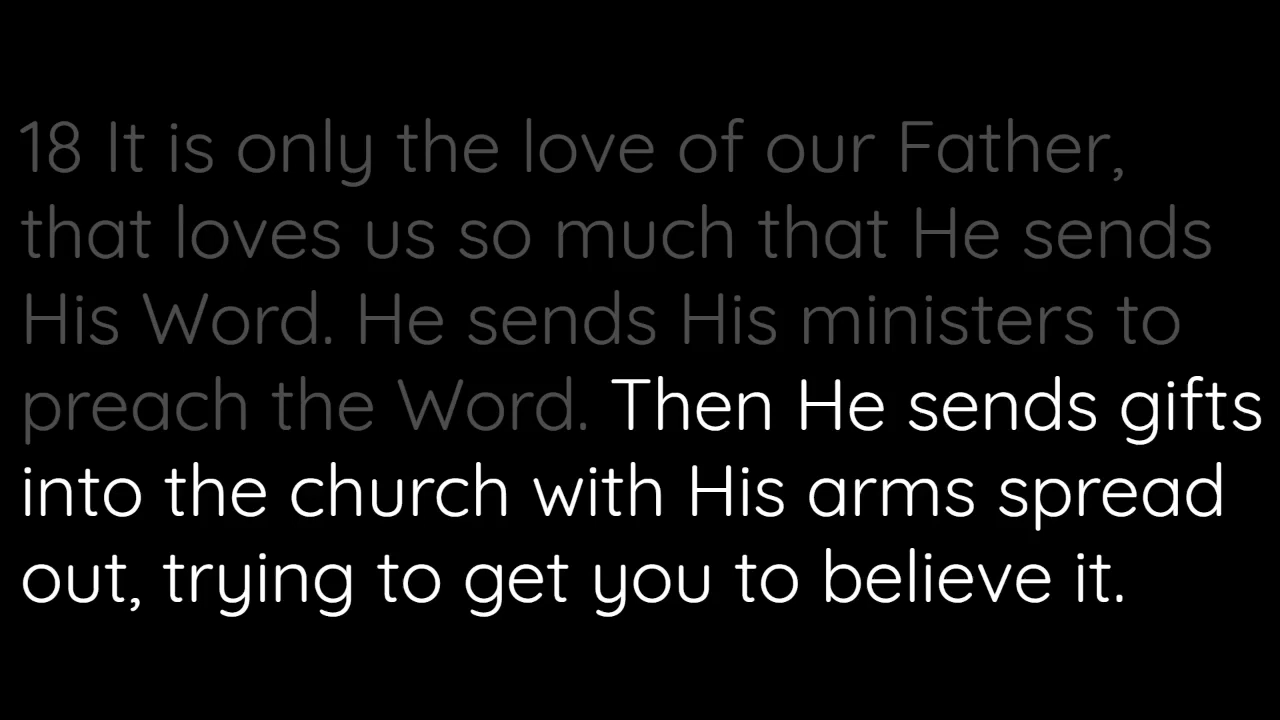 18 It is only the love of our Father,
that loves us so much that He sends
His Word. He sends His ministers to
preach the Word. Then He sends gifts
into the church with His arms spread
out, trying to get you to believe it.